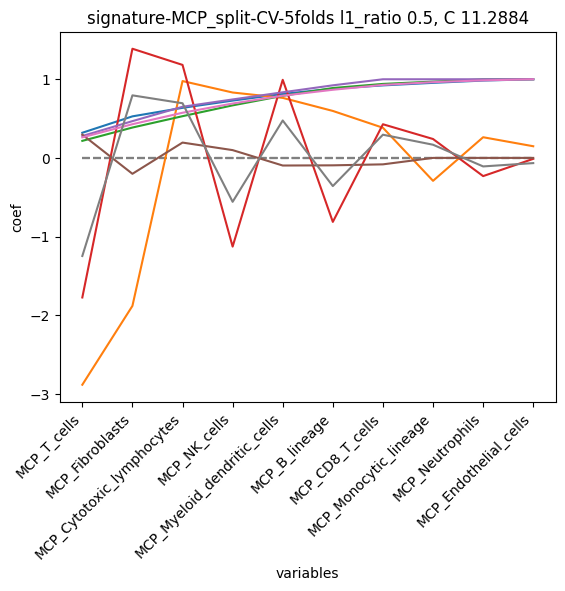 signature-MCP_split-CV-5folds l1_ratio 0.5, C 11.2884
coef
1
0
−1
−2
−3
MCP_T_cells
MCP_Fibroblasts
MCP_Cytotoxic_lymphocytes
MCP_NK_cells
MCP_Myeloid_dendritic_cells
MCP_B_lineage
MCP_CD8_T_cells
MCP_Monocytic_lineage
MCP_Neutrophils
MCP_Endothelial_cells
variables